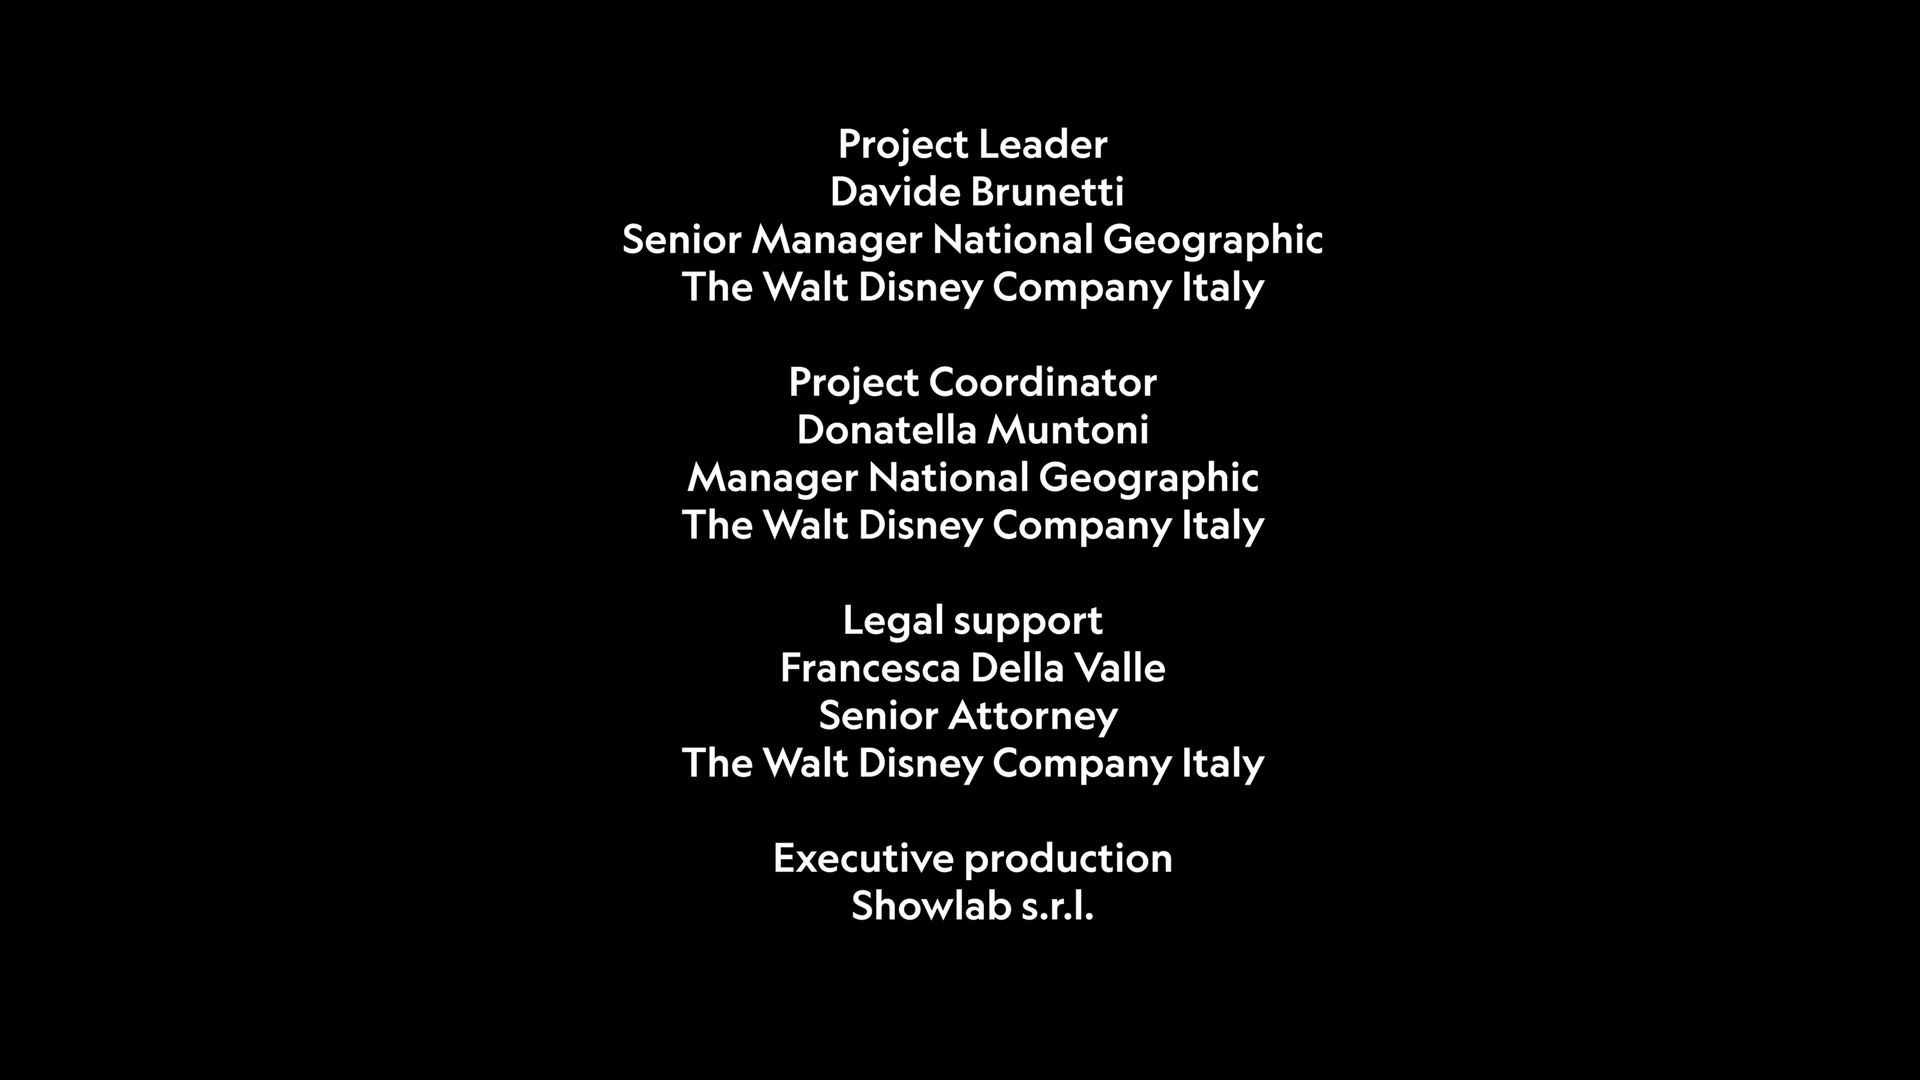 Project Leader
Davide Brunetti
Senior Manager National Geographic
The Walt Disney Company Italy
Project Coordinator
Donatella Muntoni
Manager National Geographic
The Walt Disney Company Italy
Legal support
Francesca Della Valle
Senior Attorney
The Walt Disney Company Italy
Executive production
Showlab s.r.l.